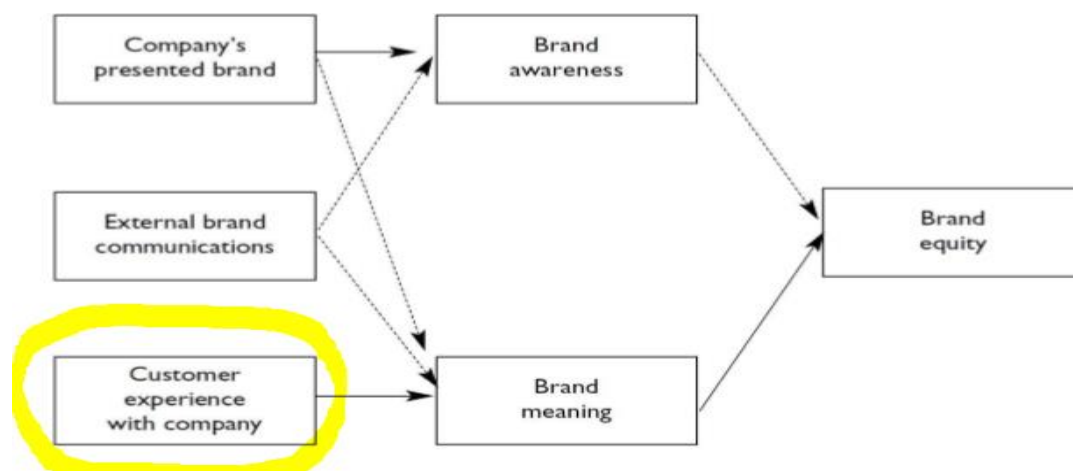 Company's
presented brand
Brand
awareness
External brand
communications
Brand
equity
Customer
experience
with company
Brand
meaning